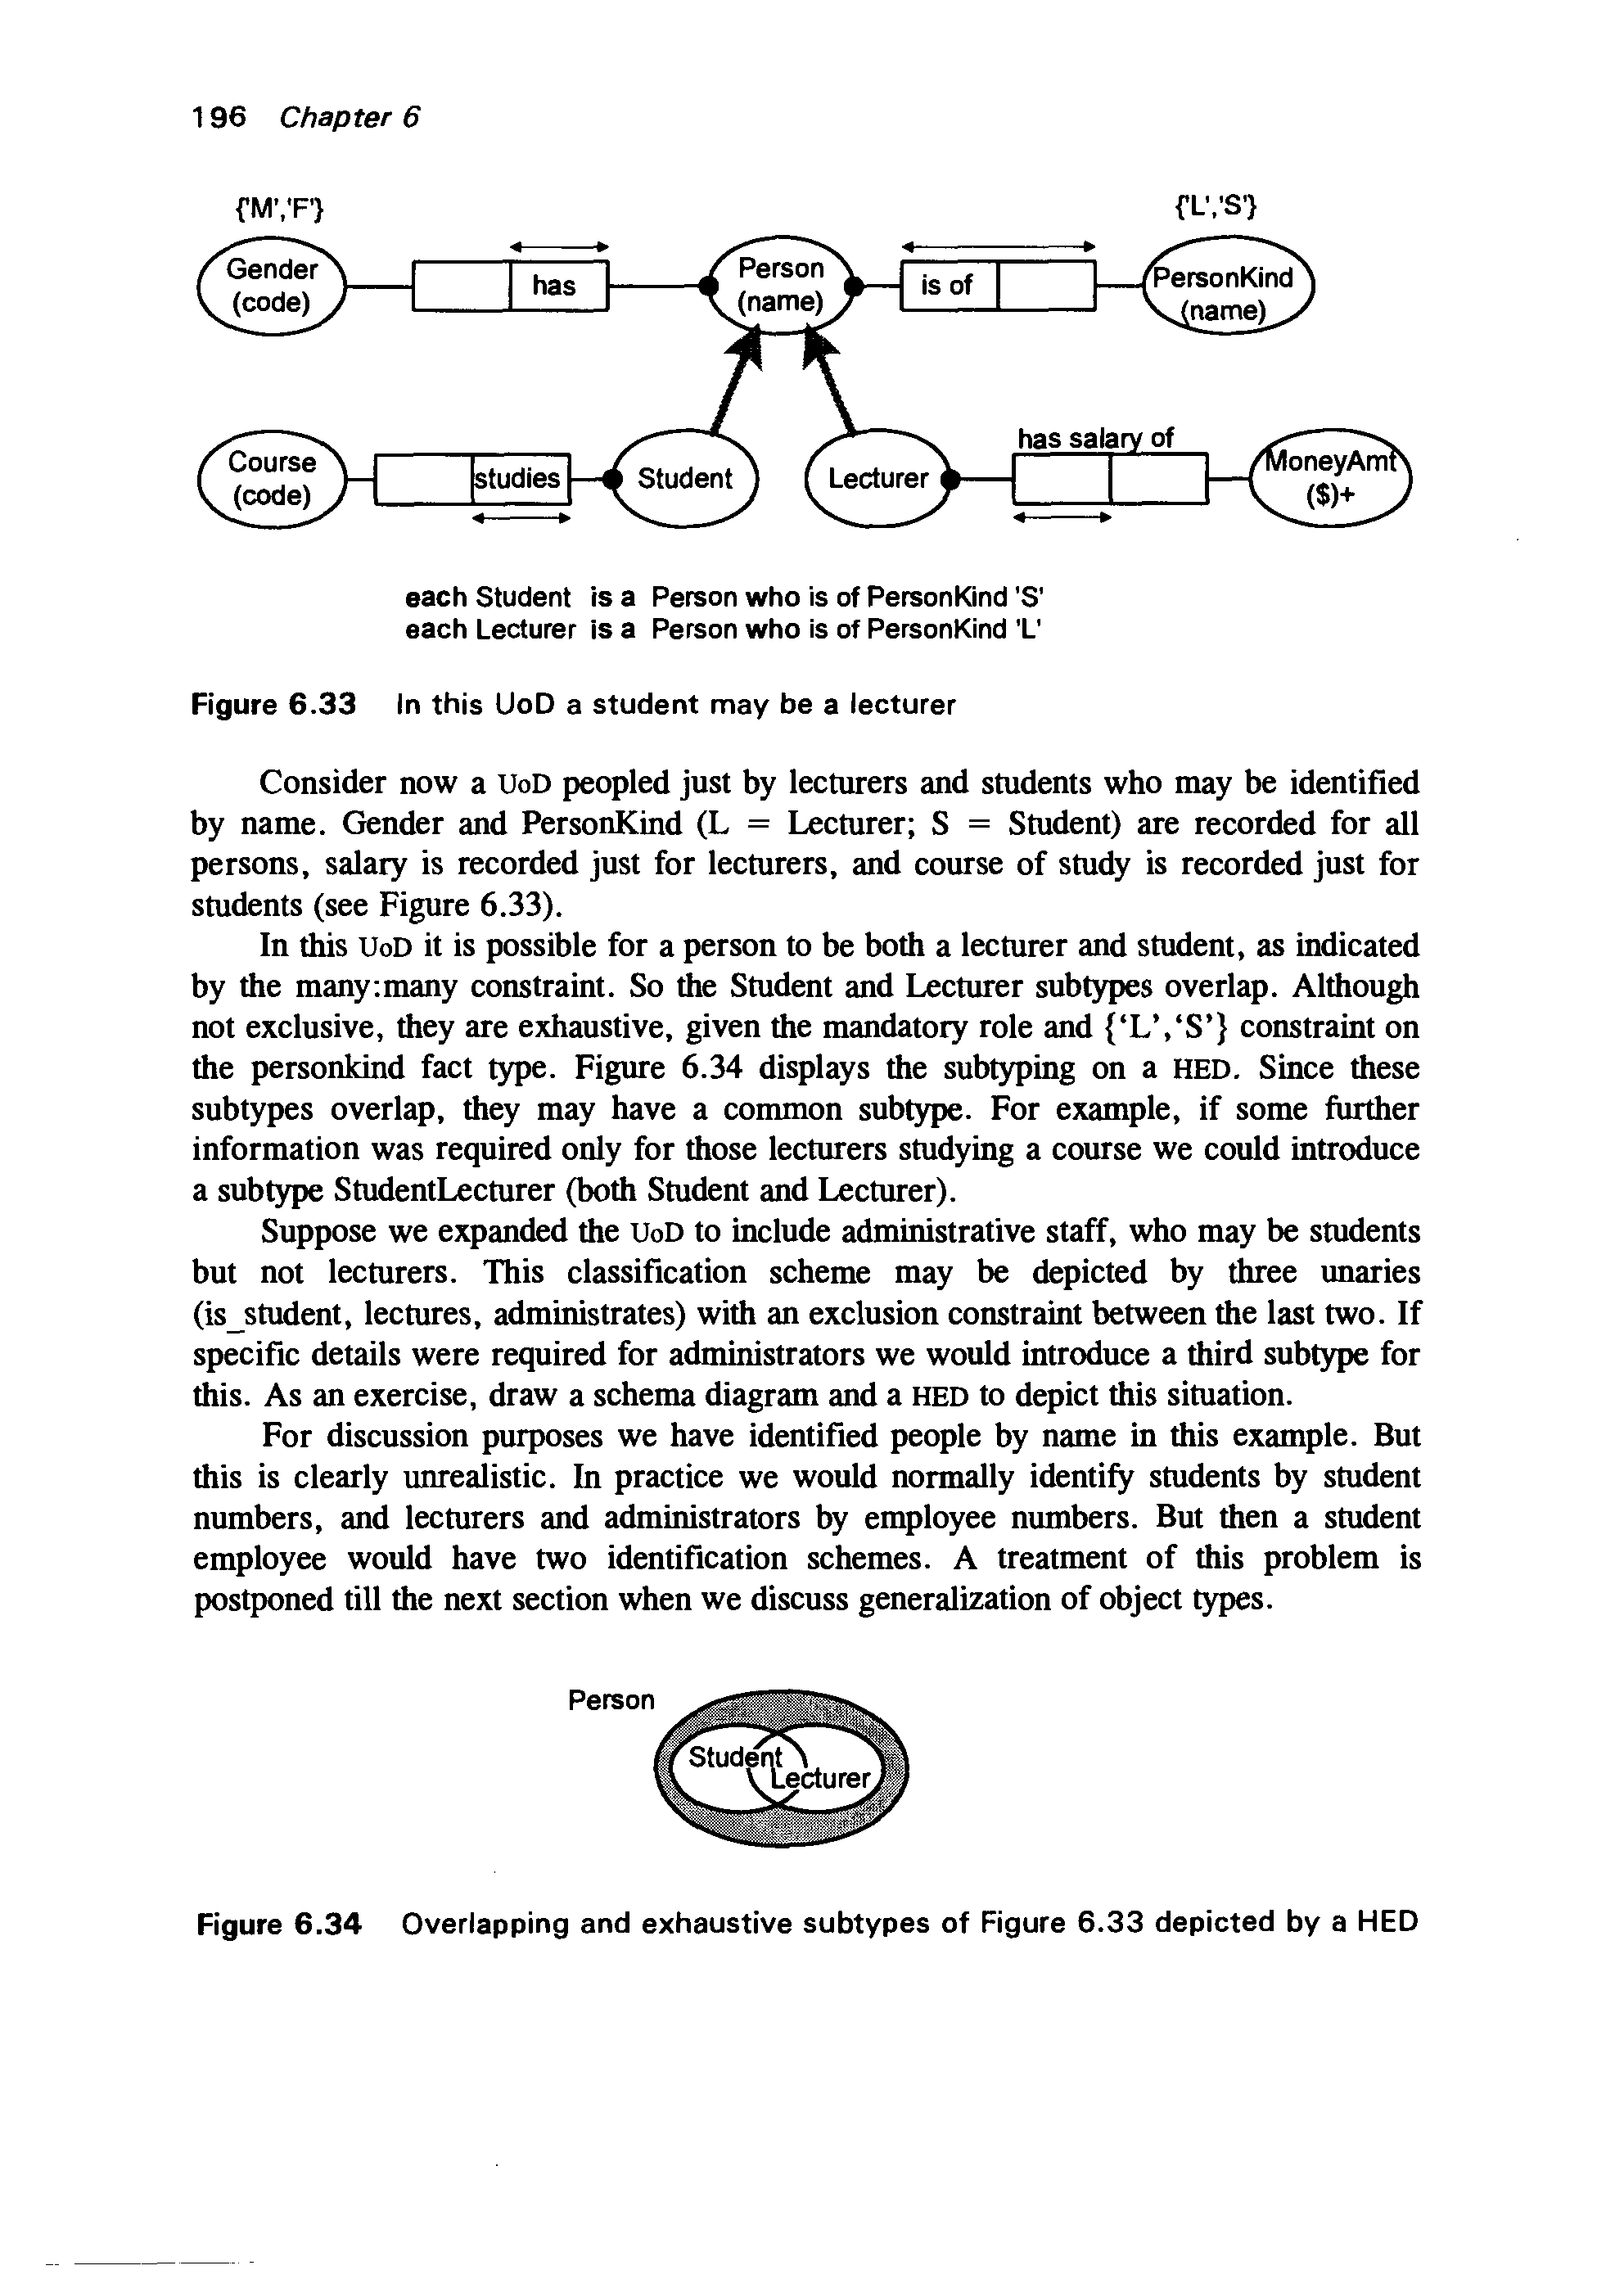 196 Chapter 6
{'M','F'}
{'L','S'}
Gender
(code)
has
Person
(name)
is of
PersonKind
(name)
Course
(code)
studies
Student
Lecturer
has salary of
MoneyAmt
($)+
each Student is a Person who is of PersonKind 'S'
each Lecturer is a Person who is of PersonKind 'L'
Figure 6.33 In this UoD a student may be a lecturer
Consider now a UoD peopled just by lecturers and students who may be identified
by name. Gender and PersonKind (L = Lecturer; S = Student) are recorded for all
persons, salary is recorded just for lecturers, and course of study is recorded just for
students (see Figure 6.33).
In this UoD it is possible for a person to be both a lecturer and student, as indicated
by the many:many constraint. So the Student and Lecturer subtypes overlap. Although
not exclusive, they are exhaustive, given the mandatory role and {‘L’,‘S’} constraint on
the personkind fact type. Figure 6.34 displays the subtyping on a HED. Since these
subtypes overlap, they may have a common subtype. For example, if some further
information was required only for those lecturers studying a course we could introduce
a subtype StudentLecturer (both Student and Lecturer).
Suppose we expanded the UoD to include administrative staff, who may be students
but not lecturers. This classification scheme may be depicted by three unaries
(is_student, lectures, administrates) with an exclusion constraint between the last two. If
specific details were required for administrators we would introduce a third subtype for
this. As an exercise, draw a schema diagram and a HED to depict this situation.
For discussion purposes we have identified people by name in this example. But
this is clearly unrealistic. In practice we would normally identify students by student
numbers, and lecturers and administrators by employee numbers. But then a student
employee would have two identification schemes. A treatment of this problem is
postponed till the next section when we discuss generalization of object types.
Person
Student
Lecturer
Figure 6.34 Overlapping and exhaustive subtypes of Figure 6.33 depicted by a HED